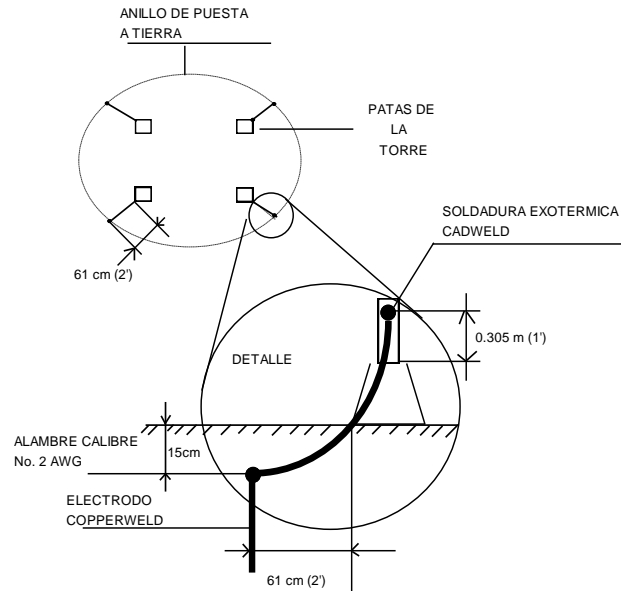 ANILLO DE PUESTA
A TIERRA
PATAS DE
LA
TORRE
SOLDADURA EXOTERMICA
CADWELD
61 cm (2')
0.305 m (1')
DETALLE
ALAMBRE CALIBRE
No. 2 AWG
15cm
ELECTRODO
COPPERWELD
61 cm (2')